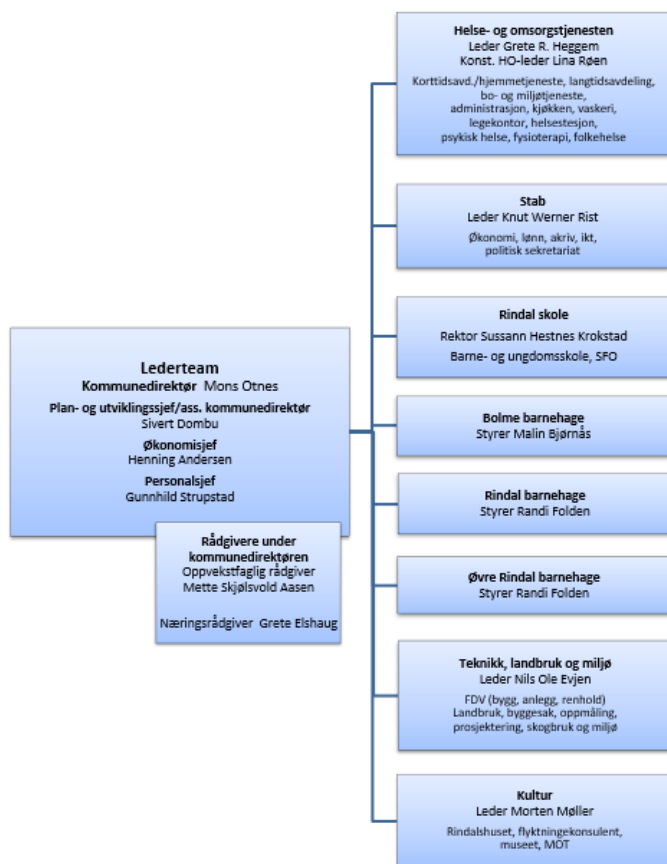 Lederteam
Kommunedirektør Mons Otnes
Plan- og utviklingssjef/ass. kommunedirektør
Sivert Dombu
Økonomisjef
Henning Andersen
Personalsjef
Gunnhild Strupstad
Rådgivere under
kommunedirektøren
Oppvekstfaglig rådgiver
Mette Skjølsvold Aasen
Næringsrådgiver Grete Elshaug
Helse- og omsorgstjenesten
Leder Grete R. Heggem
Konst. HO-leder Lina Røen
Korttidsavd./hjemmetjeneste, langtidsavdeling,
bo- og miljøtjeneste,
administrasjon, kjøkken, vaskeri,
legekontor, helsestesjon,
psykisk helse, fysioterapi, folkehelse
Stab
Leder Knut Werner Rist
Økonomi, lønn, akriv, ikt,
politisk sekretariat
Rindal skole
Rektor Sussann Hestnes Krokstad
Barne- og ungdomsskole, SFO
Bolme barnehage
Styrer Malin Bjørnås
Rindal barnehage
Styrer Randi Folden
Øvre Rindal barnehage
Styrer Randi Folden
Teknikk, landbruk og miljø
Leder Nils Ole Evjen
FDV (bygg, anlegg, renhold)
Landbruk, byggesak, oppmåling,
prosjektering, skogbruk og miljø
Kultur
Leder Morten Møller
Rindalshuset, flyktningekonsulent,
museet, MOT